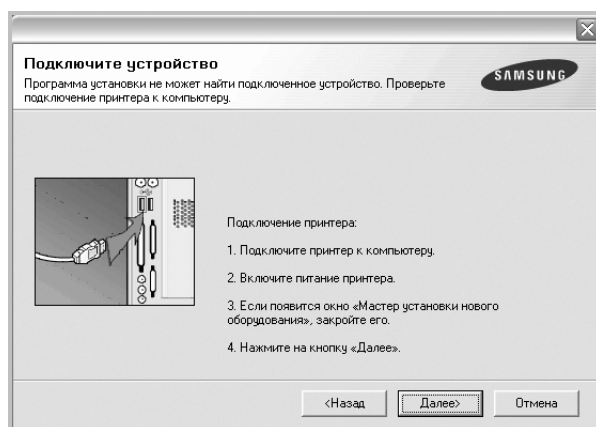 Подключите устройство
Программа установки не может найти подключенное устройство. Проверьте
подключение принтера к компьютеру.
SAMSUNG
Подключение принтера:
1. Подключите принтер к компьютеру.
2. Включите питание принтера.
3. Если появится окно «Мастер установки нового
оборудования», закройте его.
4. Нажмите на кнопку «Далее».
<Назад
Далее>
Отмена